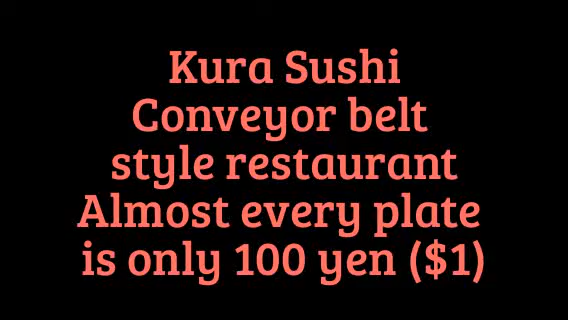 Kura Sushi
Conveyor belt
style restaurant
Almost every plate
is only 100 yen ($1)